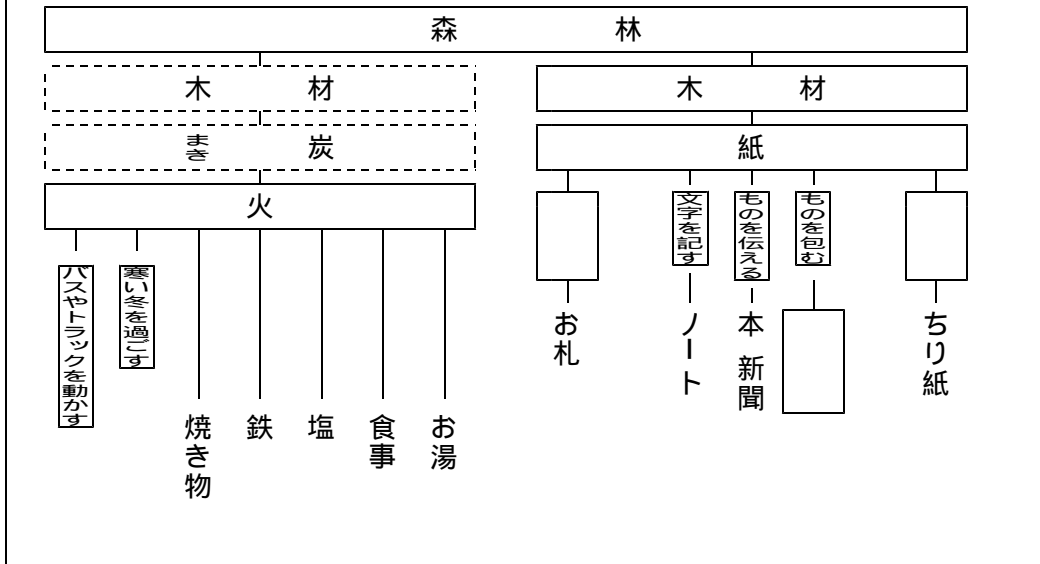 森 林
木 材
まき 炭
火
バスやトラックを動かす
寒い冬を過ごす
焼き物
鉄
塩
食事
お湯
木 材
紙
お札
文字を記す
ノート
ものを伝える
本 新聞
ものを包む
ちり紙